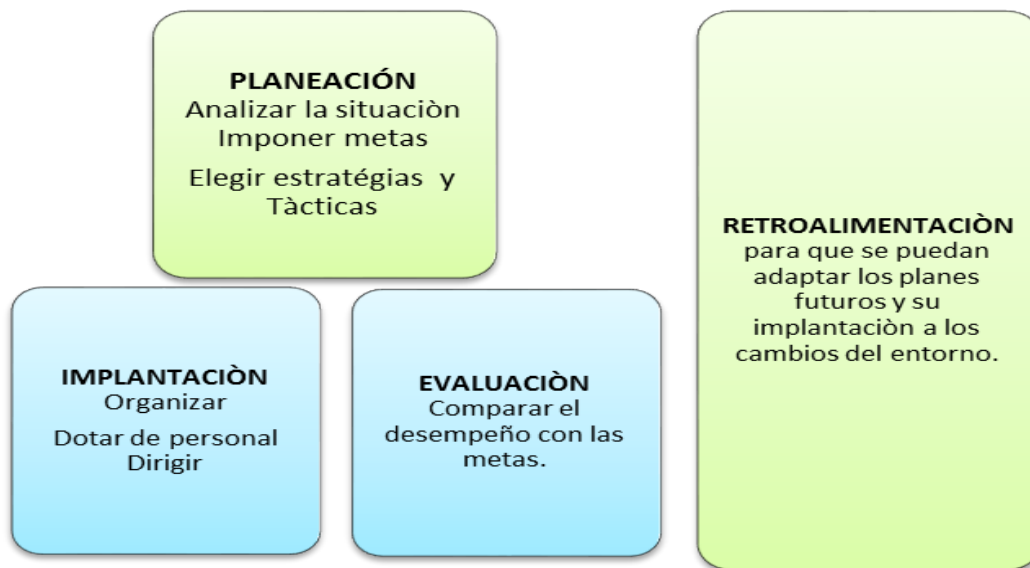 PLANEACIÓN
Analizar la situaciòn
Imponer metas
Elegir estratégias y
Tàcticas
IMPLANTACIÒN
Organizar
Dotar de personal
Dirigir
EVALUACIÒN
Comparar el
desempeño con las
metas.
RETROALIMENTACIÒN
para que se puedan
adaptar los planes
futuros y su
implantaciòn a los
cambios del entorno.